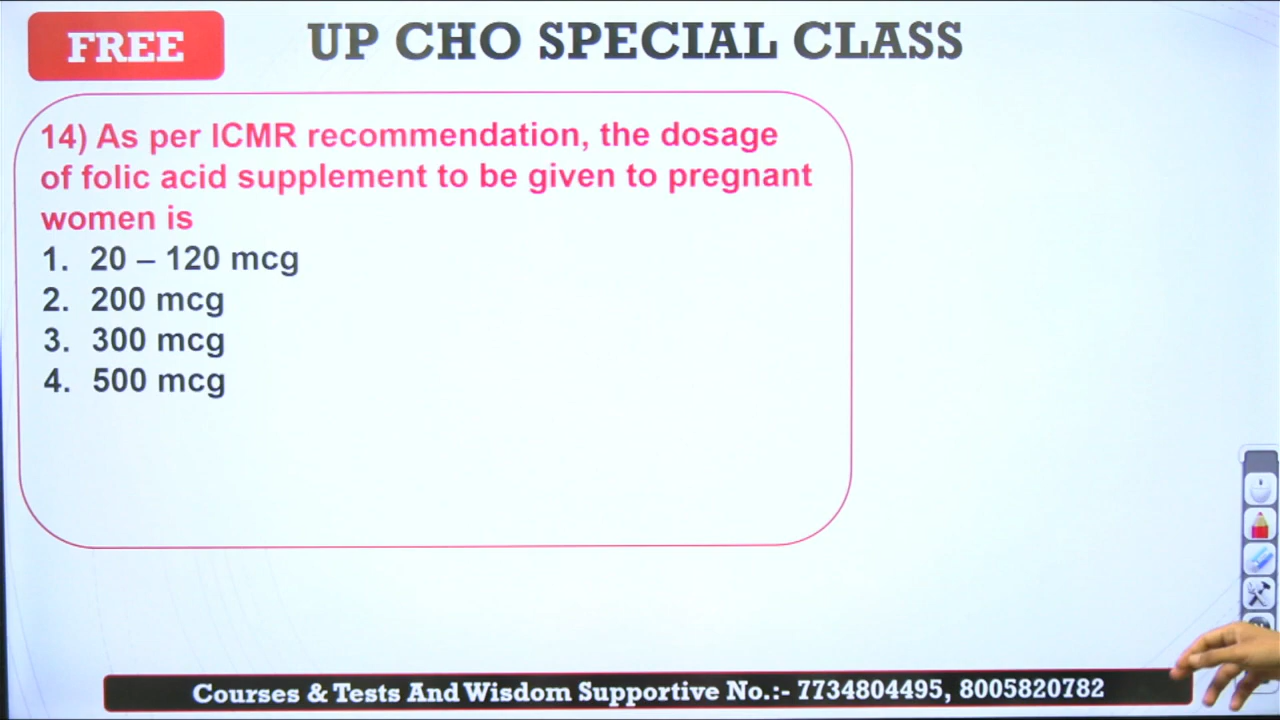 FREE
UP CHO SPECIAL CLASS
14) As per ICMR recommendation, the dosage
of folic acid supplement to be given to pregnant
women is
1. 20 – 120 mcg
2. 200 mcg
3. 300 mcg
4. 500 mcg
Courses & Tests And Wisdom Supportive No.:- 7734804495, 8005820782